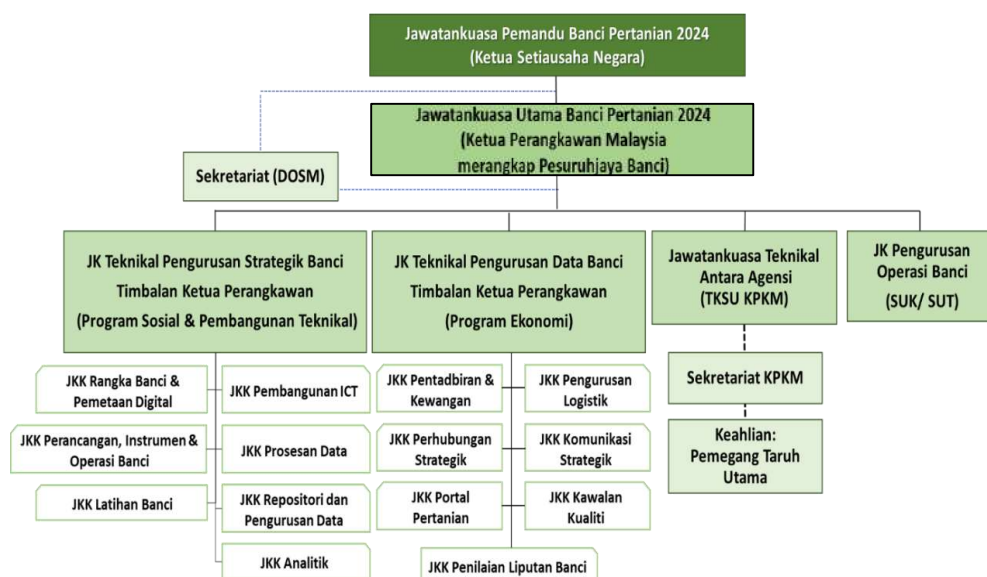 Jawatankuasa Pemandu Banci Pertanian 2024
(Ketua Setiausaha Negara)
Jawatankuasa Utama Banci Pertanian 2024
(Ketua Perangkawan Malaysia
merangkap Pesuruhjaya Banci)
Sekretariat (DOSM)
JK Teknikal Pengurusan Strategik Banci
Timbalan Ketua Perangkawan
(Program Sosial & Pembangunan Teknikal)
JK Teknikal Pengurusan Data Banci
Timbalan Ketua Perangkawan
(Program Ekonomi)
Jawatankuasa Teknikal
Antara Agensi
(TKSU KPKM)
JK Pengurusan
Operasi Banci
(SUK/ SUT)
JKK Rangka Banci &
Pemetaan Digital
JKK Pembangunan ICT
JKK Perancangan, Instrumen &
Operasi Banci
JKK Prosesan Data
JKK Latihan Banci
JKK Repositori dan
Pengurusan Data
JKK Analitik
JKK Pentadbiran &
Kewangan
JKK Pengurusan
Logistik
JKK Perhubungan
Strategik
JKK Komunikasi
Strategik
JKK Portal
Pertanian
JKK Kawalan
Kualiti
JKK Penilaian Liputan Banci
Sekretariat KPKM
Keahlian:
Pemegang Taruh
Utama